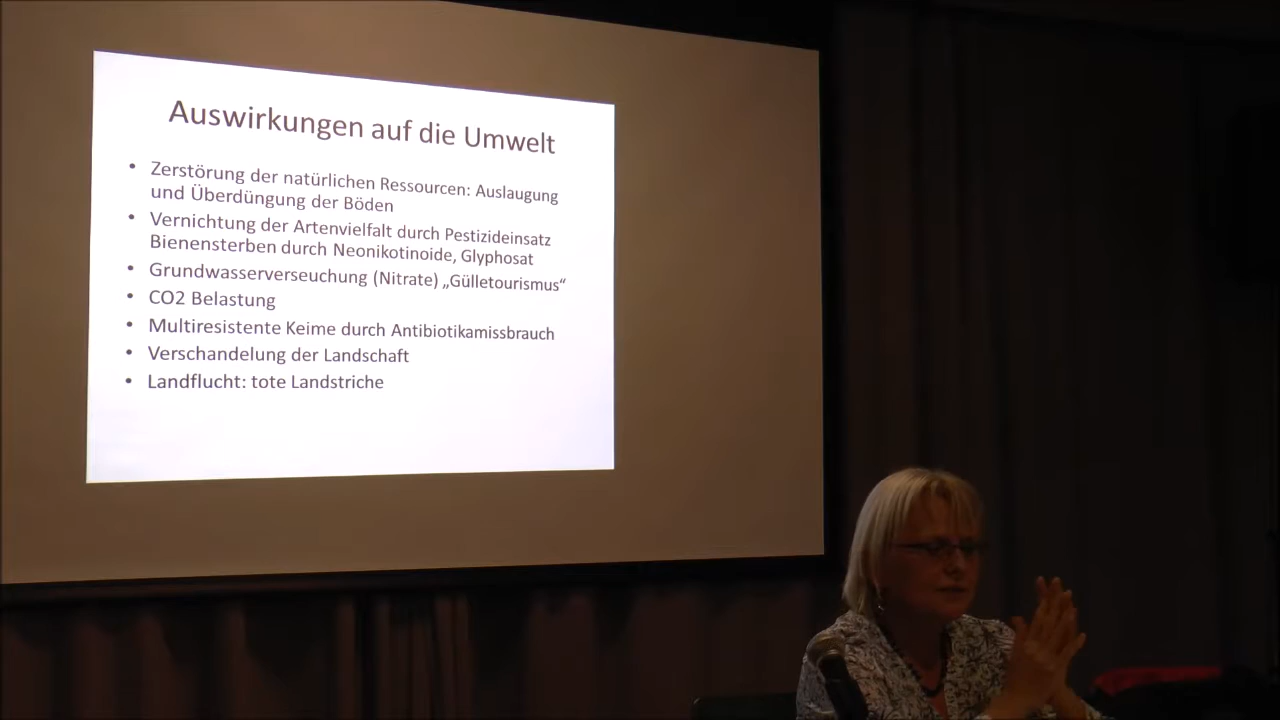 Auswirkungen auf die Umwelt
• Zerstörung der natürlichen Ressourcen: Auslaugung
und Überdüngung der Böden
• Vernichtung der Artenvielfalt durch Pestizideinsatz
Bienensterben durch Neonikotinoide, Glyphosat
• Grundwasserverseuchung (Nitrate) „Gülletourismus“
• CO2 Belastung
• Multiresistente Keime durch Antibiotikamissbrauch
• Verschandelung der Landschaft
• Landflucht: tote Landstriche